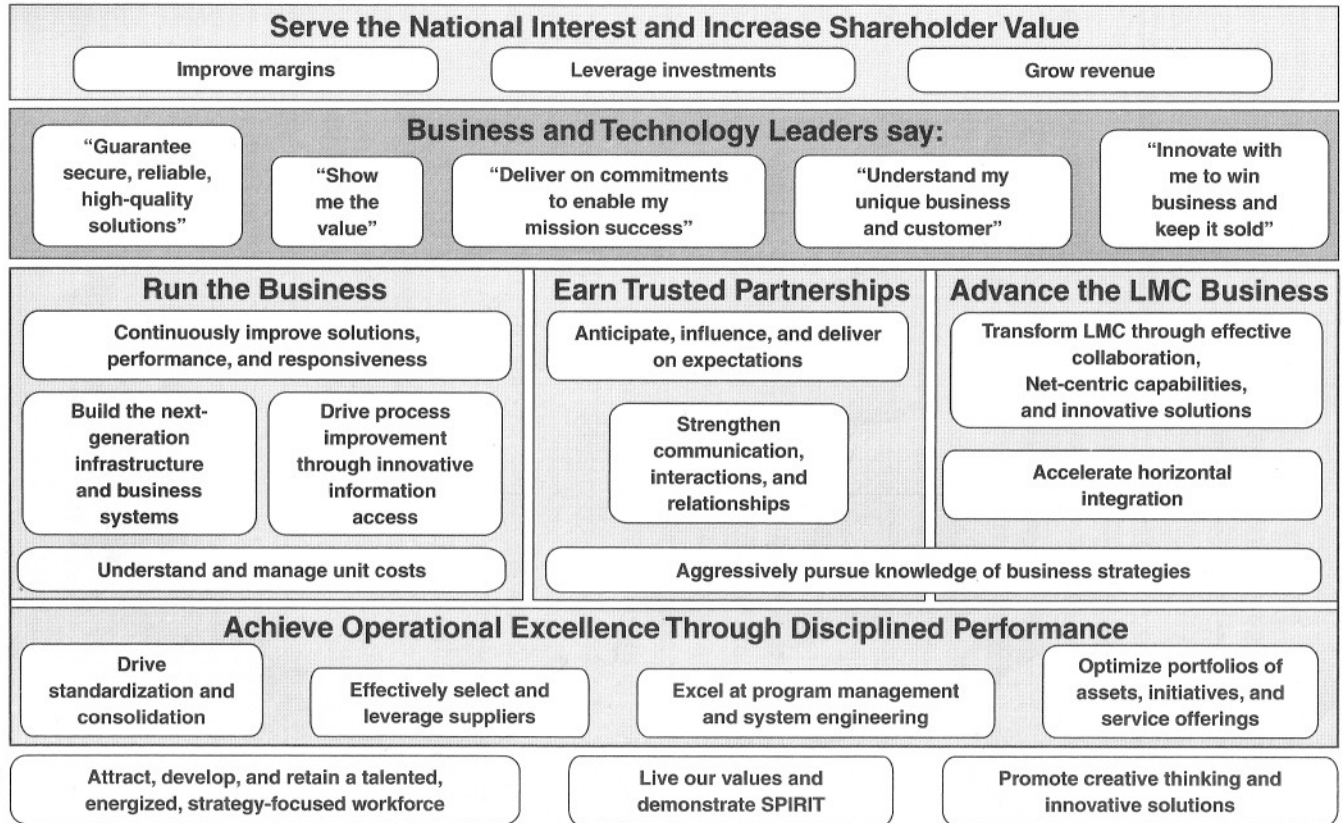 Serve the National Interest and Increase Shareholder Value
Improve margins
Leverage investments
Grow revenue
Business and Technology Leaders say:
“Guarantee
secure, reliable,
high-quality
solutions”
“Show
me the
value”
“Deliver on commitments
to enable my
mission success”
“Understand my
unique business
and customer”
“Innovate with
me to win
business and
keep it sold”
Run the Business
Continuously improve solutions,
performance, and responsiveness
Build the next-
generation
infrastructure
and business
systems
Drive process
improvement
through innovative
information
access
Understand and manage unit costs
Earn Trusted Partnerships
Anticipate, influence, and deliver
on expectations
Strengthen
communication,
interactions, and
relationships
Advance the LMC Business
Transform LMC through effective
collaboration,
Net-centric capabilities,
and innovative solutions
Accelerate horizontal
integration
Aggressively pursue knowledge of business strategies
Achieve Operational Excellence Through Disciplined Performance
Drive
standardization and
consolidation
Effectively select and
leverage suppliers
Excel at program management
and system engineering
Optimize portfolios of
assets, initiatives, and
service offerings
Attract, develop, and retain a talented,
energized, strategy-focused workforce
Live our values and
demonstrate SPIRIT
Promote creative thinking and
innovative solutions